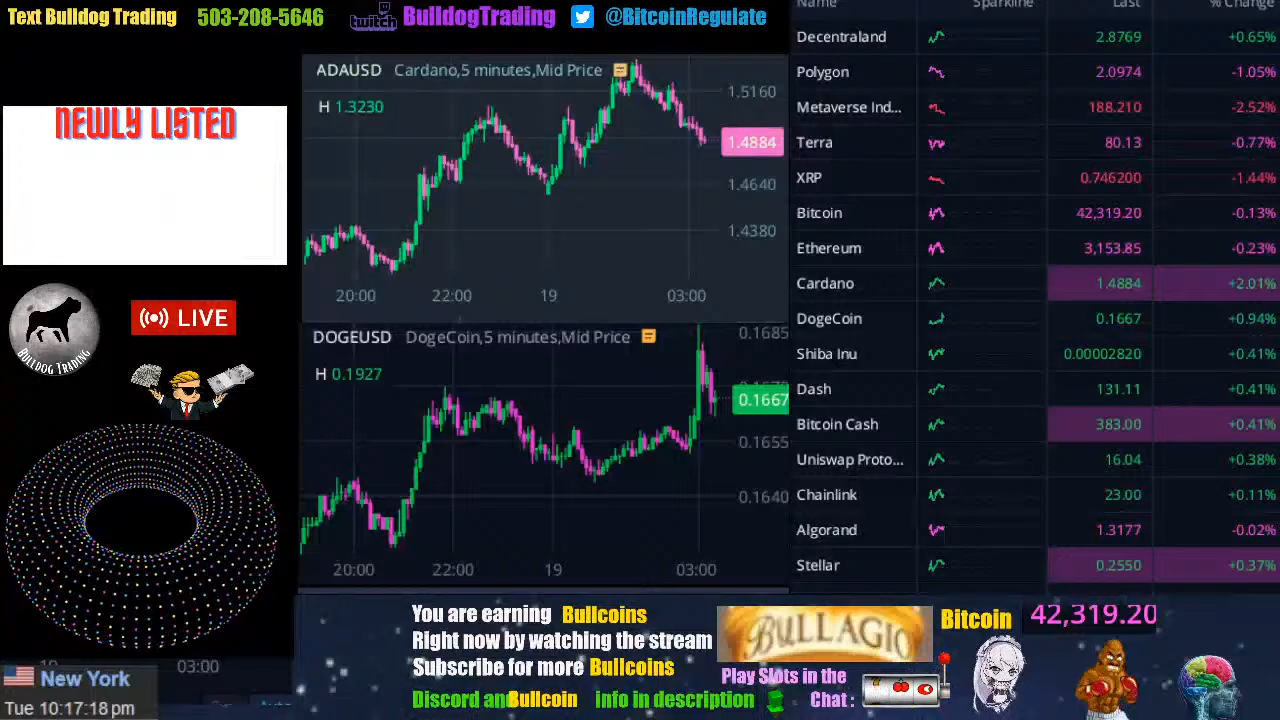 Text Bulldog Trading 503-208-5646 twitch BulldogTrading @BitcoinRegulate
NEWLY LISTED
BULLDOG TRADING
LIVE
ADAUSD Cardano,5 minutes,Mid Price
H 1.3230
1.5160
1.4884
1.4640
1.4380
20:00 22:00 19 03:00
DOGEUSD DogeCoin,5 minutes,Mid Price
H 0.1927
0.1685
0.1667
0.1655
0.1640
20:00 22:00 19 03:00
Name Sparkline Last % Change
Decentraland 2.8769 +0.65%
Polygon 2.0974 -1.05%
Metaverse Ind... 188.210 -2.52%
Terra 80.13 -0.77%
XRP 0.746200 -1.44%
Bitcoin 42,319.20 -0.13%
Ethereum 3,153.85 -0.23%
Cardano 1.4884 +2.01%
DogeCoin 0.1667 +0.94%
Shiba Inu 0.00002820 +0.41%
Dash 131.11 +0.41%
Bitcoin Cash 383.00 +0.41%
Uniswap Proto... 16.04 +0.38%
Chainlink 23.00 +0.11%
Algorand 1.3177 -0.02%
Stellar 0.2550 +0.37%
You are earning Bullcoins
Right now by watching the stream
Subscribe for more Bullcoins
Discord and Bullcoin info in description
BULLAGIO
Play Slots in the
Chat :
Bitcoin 42,319.20
19 03:00
New York
Tue 10:17:18 pm